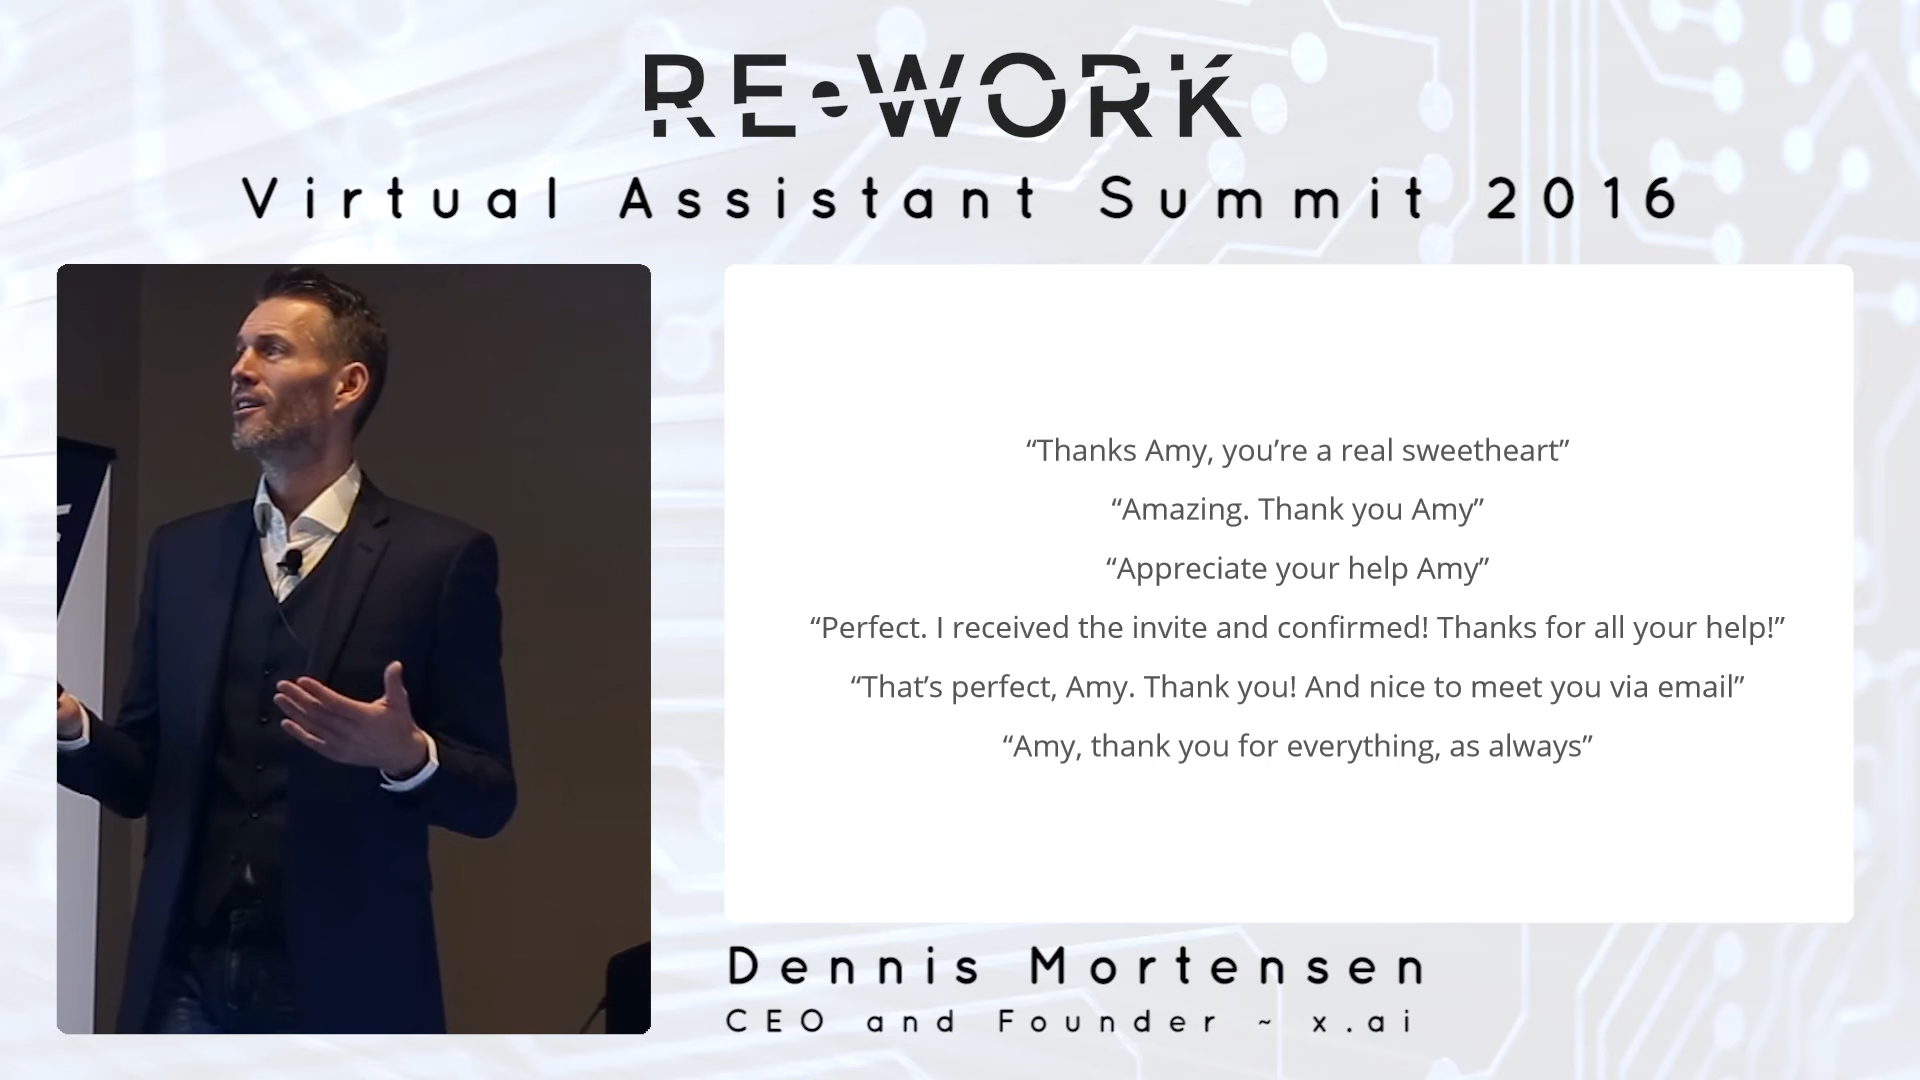 RE•WORK
Virtual Assistant Summit 2016
“Thanks Amy, you’re a real sweetheart”
“Amazing. Thank you Amy”
“Appreciate your help Amy”
“Perfect. I received the invite and confirmed! Thanks for all your help!”
“That’s perfect, Amy. Thank you! And nice to meet you via email”
“Amy, thank you for everything, as always”
Dennis Mortensen
CEO and Founder ~ x.ai